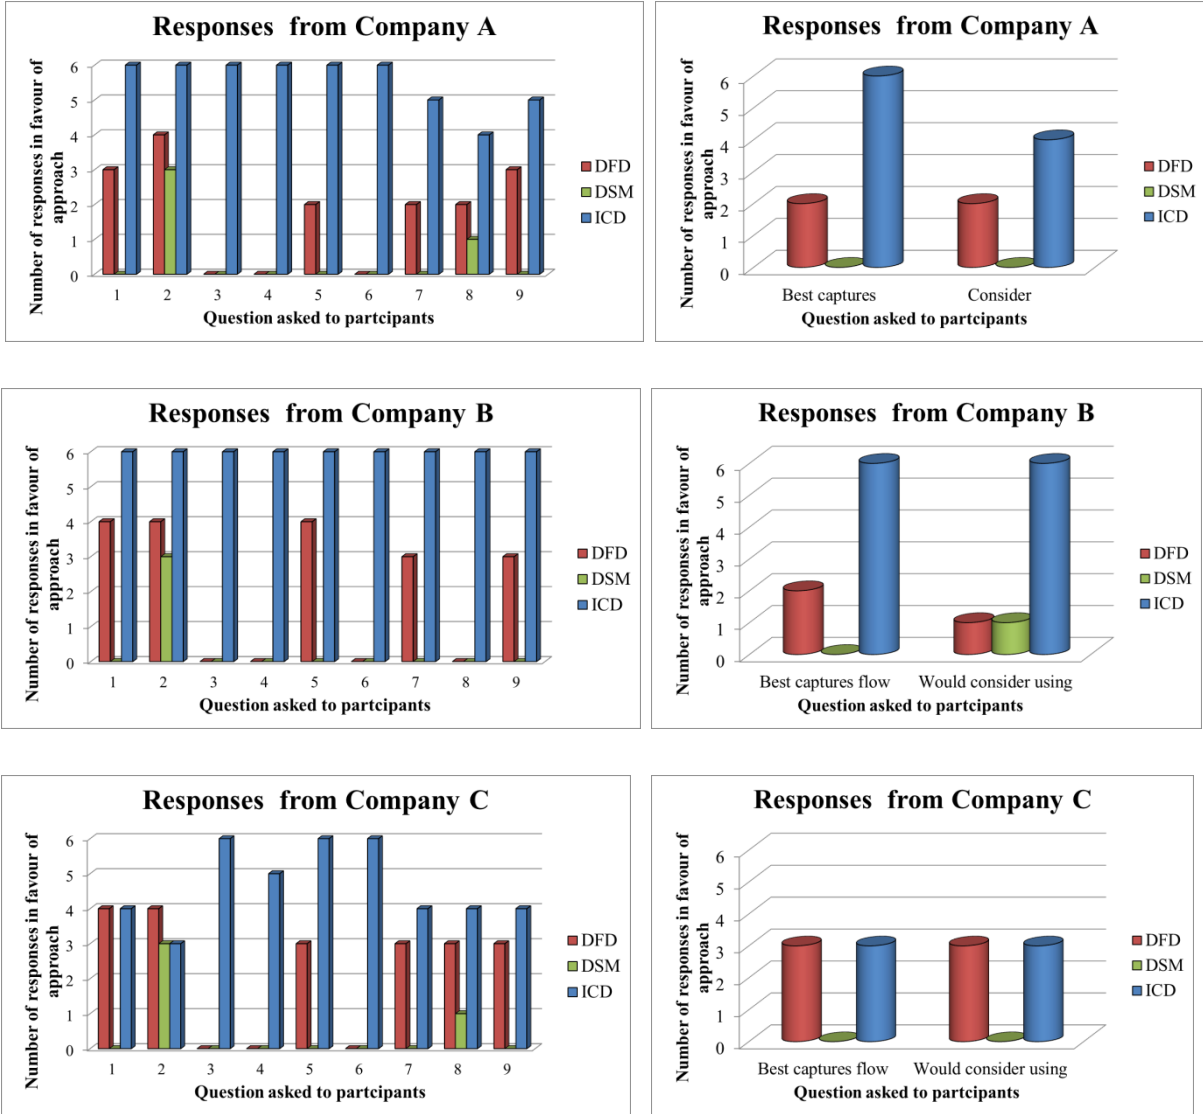 Responses from Company A
Number of responses in favour of
approach
6
5
4
3
2
1
0
1 2 3 4 5 6 7 8 9
Question asked to partcipants
DFD
DSM
ICD
Responses from Company A
Number of responses in favour of
approach
6
5
4
3
2
1
0
Best captures Consider
Question asked to partcipants
DFD
DSM
ICD
Responses from Company B
Number of responses in favour of
approach
6
5
4
3
2
1
0
1 2 3 4 5 6 7 8 9
Question asked to partcipants
DFD
DSM
ICD
Responses from Company B
Number of responses in favour of
approach
6
5
4
3
2
1
0
Best captures flow Would consider using
Question asked to partcipants
DFD
DSM
ICD
Responses from Company C
Number of responses in favour of
approach
6
5
4
3
2
1
0
1 2 3 4 5 6 7 8 9
Question asked to participants
DFD
DSM
ICD
Responses from Company C
Number of responses in favour of
approach
6
5
4
3
2
1
0
Best captures flow Would consider using
Question asked to partcipants
DFD
DSM
ICD